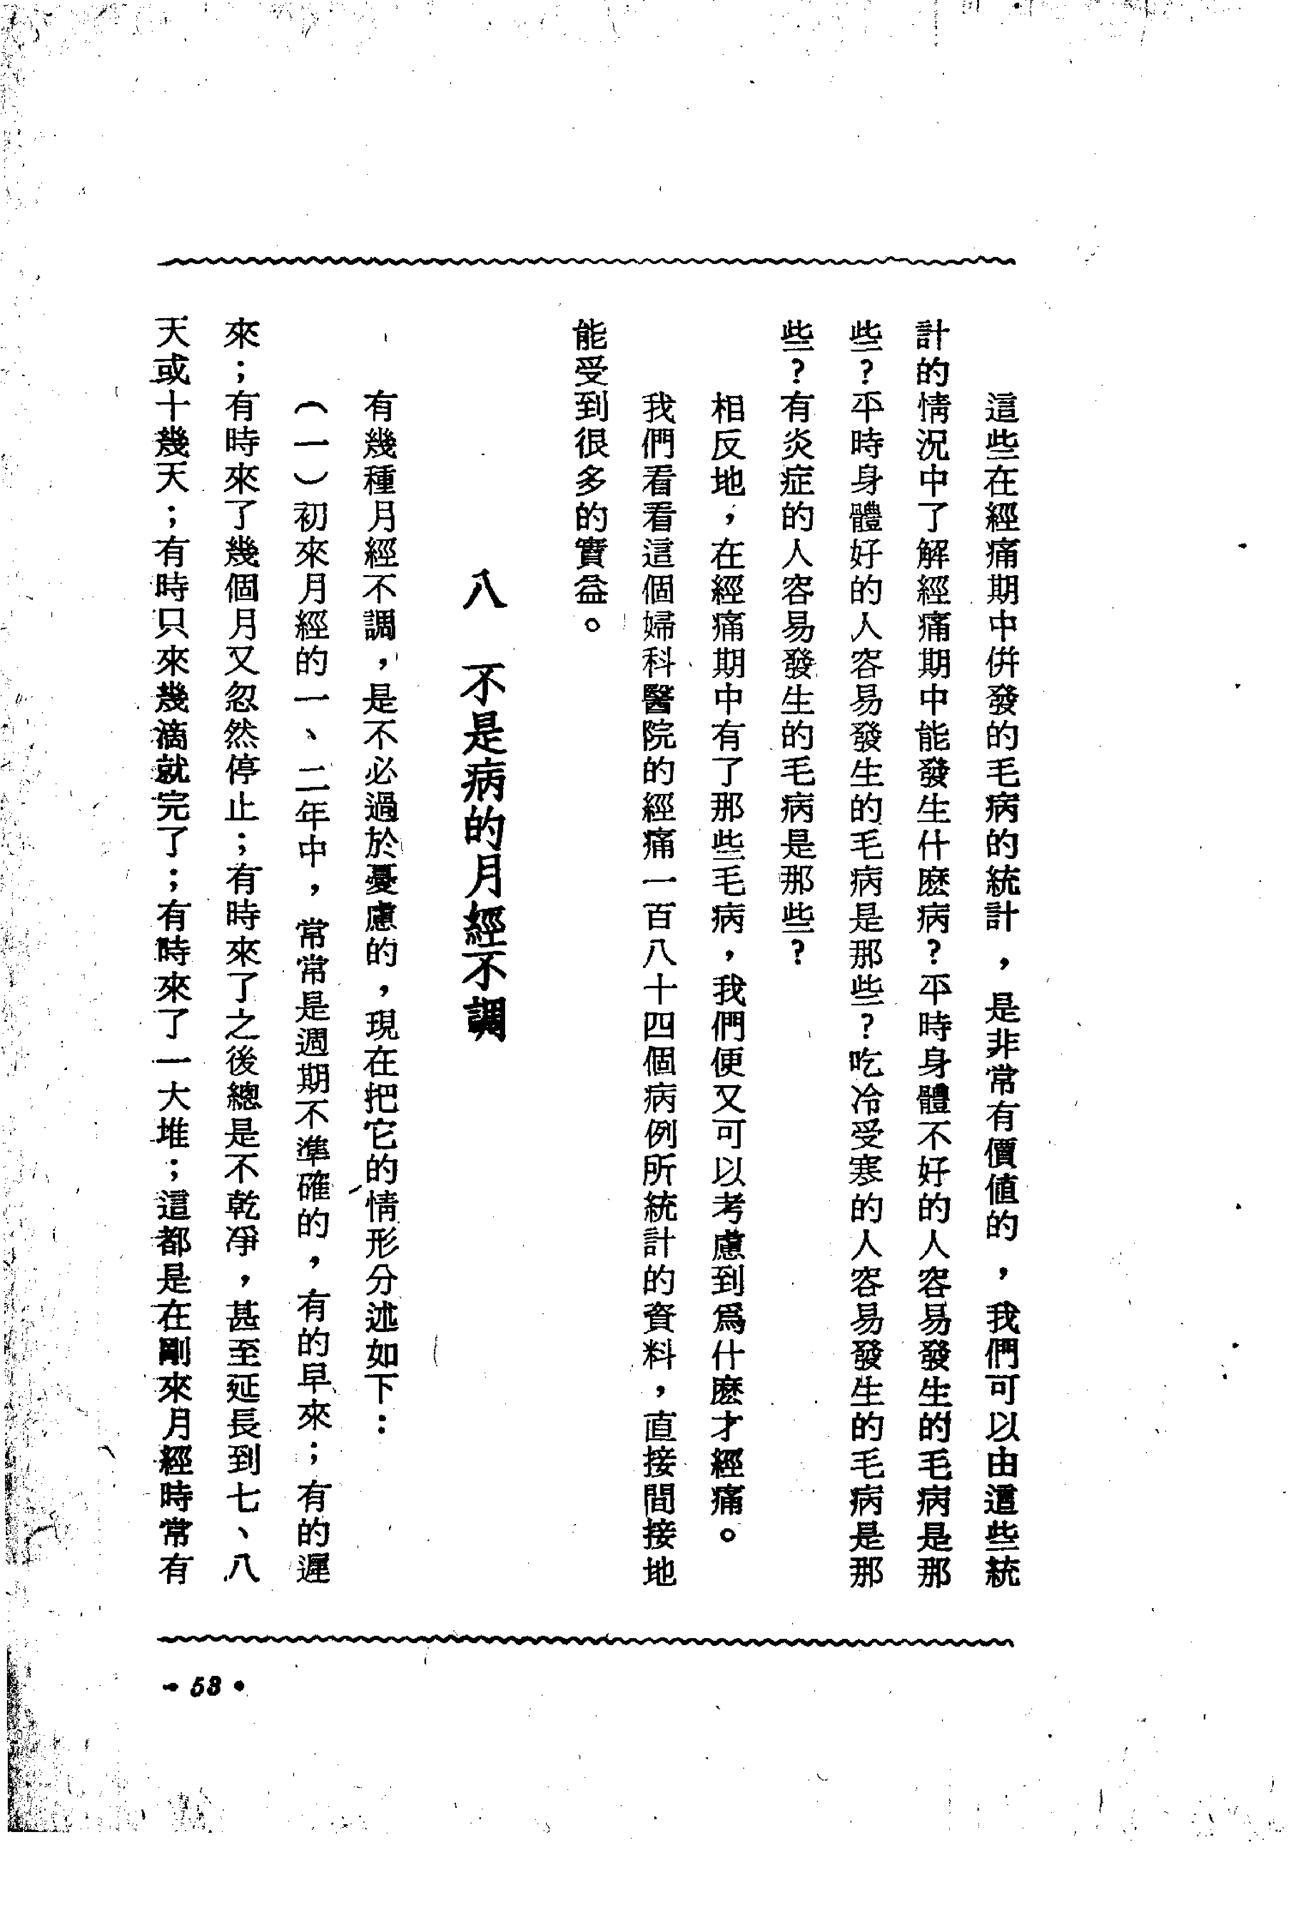 這些在經痛期中併發的毛病的統計，是非常有價值的，我們可以由這些統
計的情況中了解經痛期中能發生什麽病？平時身體不好的人容易發生的毛病是那
些？平時身體好的人容易發生的毛病是那些？吃冷受寒的人容易發生的毛病是那
些？有炎症的人容易發生的毛病是那些？
相反地，在經痛期中有了那些毛病，我們便又可以考慮到爲什麽才經痛。
我們看看這個婦科醫院的經痛一百八十四個病例所統計的資料，直接間接地
能受到很多的實益。
八　不是病的月經不調
有幾種月經不調，是不必過於憂慮的，現在把它的情形分述如下：
（一）初來月經的一、二年中，常常是週期不準確的，有的早來；有的遲
來；有時來了幾個月又忽然停止；有時來了之後總是不乾淨，甚至延長到七、八
天或十幾天；有時只來幾滴就完了；有時來了一大堆；這都是在剛來月經時常有
·53·